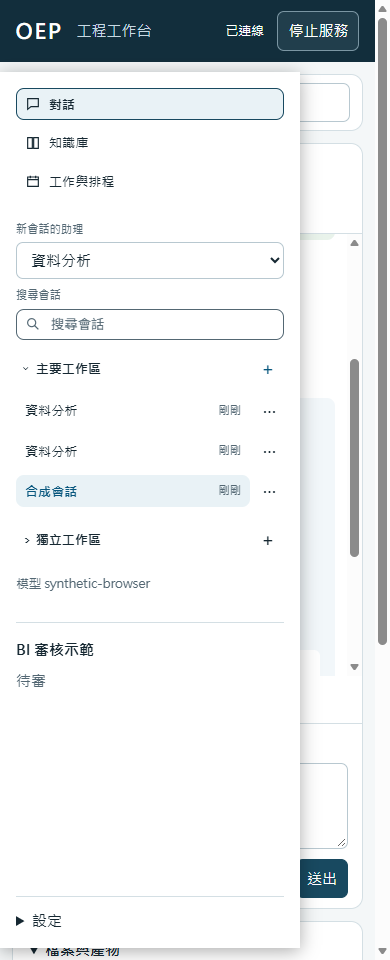 OEP 工程工作台 已連線 停止服務
對話
知識庫
工作與排程
新會話的助理
資料分析
搜尋會話
搜尋會話
主要工作區 +
資料分析 剛剛 ...
資料分析 剛剛 ...
合成會話 剛剛 ...
獨立工作區 +
模型 synthetic-browser
BI 審核示範
待審
送出
設定
檔案與產物